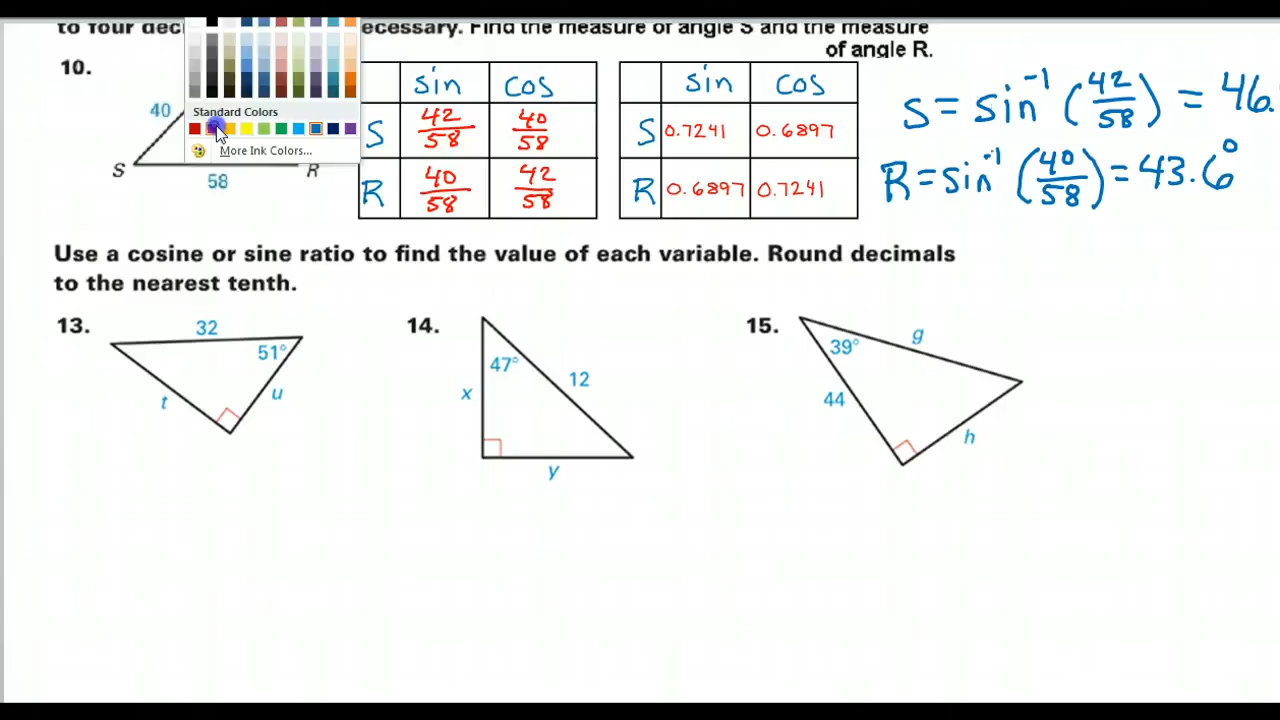 to four deci ecessary. Find the measure of angle S and the measure
of angle R.
10.
40
S
58
R
Standard Colors
More Ink Colors...
sin cos
S 42/58 40/58
R 40/58 42/58
sin cos
S 0.7241 0.6897
R 0.6897 0.7241
S = sin⁻¹ (42/58) = 46.
R = sin⁻¹ (40/58) = 43.6°
Use a cosine or sine ratio to find the value of each variable. Round decimals
to the nearest tenth.
13.
32
51°
t
u
14.
47°
12
x
y
15.
39°
g
44
h